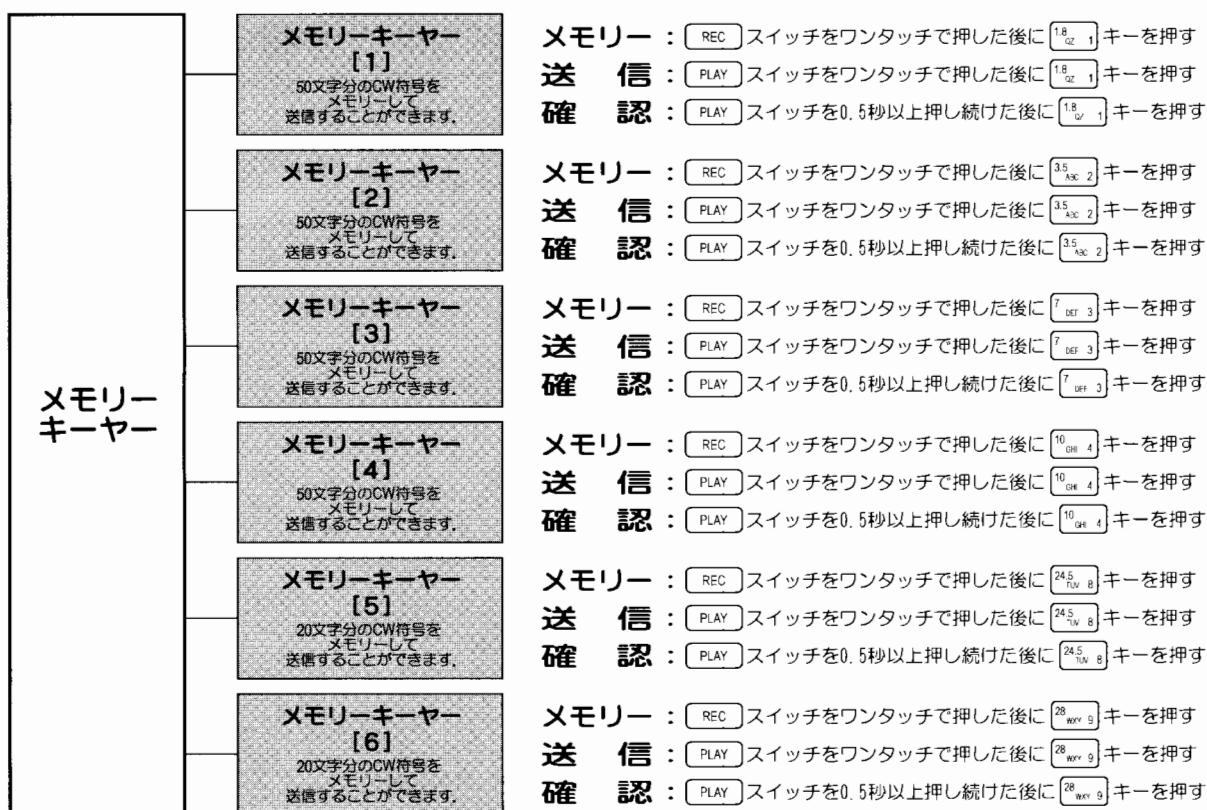 メモリー
キーヤー
メモリーキーヤー
[1]
50文字分のCW符号を
メモリーして
送信することができます.
メモリー : REC スイッチをワンタッチで押した後に 1.8 QZ 1 キーを押す
送 信 : PLAY スイッチをワンタッチで押した後に 1.8 QZ 1 キーを押す
確 認 : PLAY スイッチを0.5秒以上押し続けた後に 1.8 QZ 1 キーを押す
メモリーキーヤー
[2]
50文字分のCW符号を
メモリーして
送信することができます.
メモリー : REC スイッチをワンタッチで押した後に 3.5 ABC 2 キーを押す
送 信 : PLAY スイッチをワンタッチで押した後に 3.5 ABC 2 キーを押す
確 認 : PLAY スイッチを0.5秒以上押し続けた後に 3.5 ABC 2 キーを押す
メモリーキーヤー
[3]
50文字分のCW符号を
メモリーして
送信することができます.
メモリー : REC スイッチをワンタッチで押した後に 7 DEF 3 キーを押す
送 信 : PLAY スイッチをワンタッチで押した後に 7 DEF 3 キーを押す
確 認 : PLAY スイッチを0.5秒以上押し続けた後に 7 DEF 3 キーを押す
メモリーキーヤー
[4]
50文字分のCW符号を
メモリーして
送信することができます.
メモリー : REC スイッチをワンタッチで押した後に 10 GHI 4 キーを押す
送 信 : PLAY スイッチをワンタッチで押した後に 10 GHI 4 キーを押す
確 認 : PLAY スイッチを0.5秒以上押し続けた後に 10 GHI 4 キーを押す
メモリーキーヤー
[5]
20文字分のCW符号を
メモリーして
送信することができます.
メモリー : REC スイッチをワンタッチで押した後に 24.5 TUV 8 キーを押す
送 信 : PLAY スイッチをワンタッチで押した後に 24.5 TUV 8 キーを押す
確 認 : PLAY スイッチを0.5秒以上押し続けた後に 24.5 TUV 8 キーを押す
メモリーキーヤー
[6]
20文字分のCW符号を
メモリーして
送信することができます.
メモリー : REC スイッチをワンタッチで押した後に 28 WXY 9 キーを押す
送 信 : PLAY スイッチをワンタッチで押した後に 28 WXY 9 キーを押す
確 認 : PLAY スイッチを0.5秒以上押し続けた後に 28 WXY 9 キーを押す